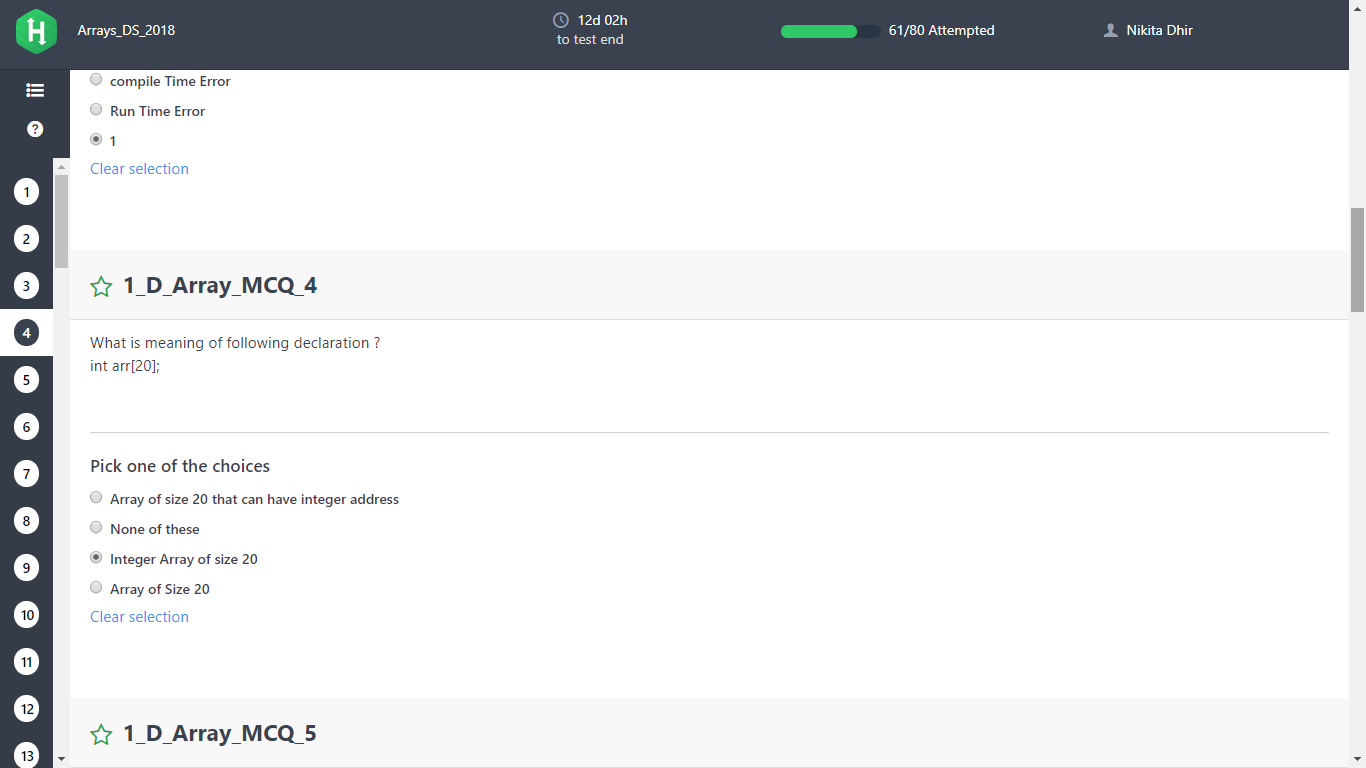 Arrays_DS_2018
12d 02h
to test end
61/80 Attempted
Nikita Dhir
compile Time Error
Run Time Error
1
Clear selection
1
2
3
4
5
6
7
8
9
10
11
12
13
1_D_Array_MCQ_4
What is meaning of following declaration ?
int arr[20];
Pick one of the choices
Array of size 20 that can have integer address
None of these
Integer Array of size 20
Array of Size 20
Clear selection
1_D_Array_MCQ_5